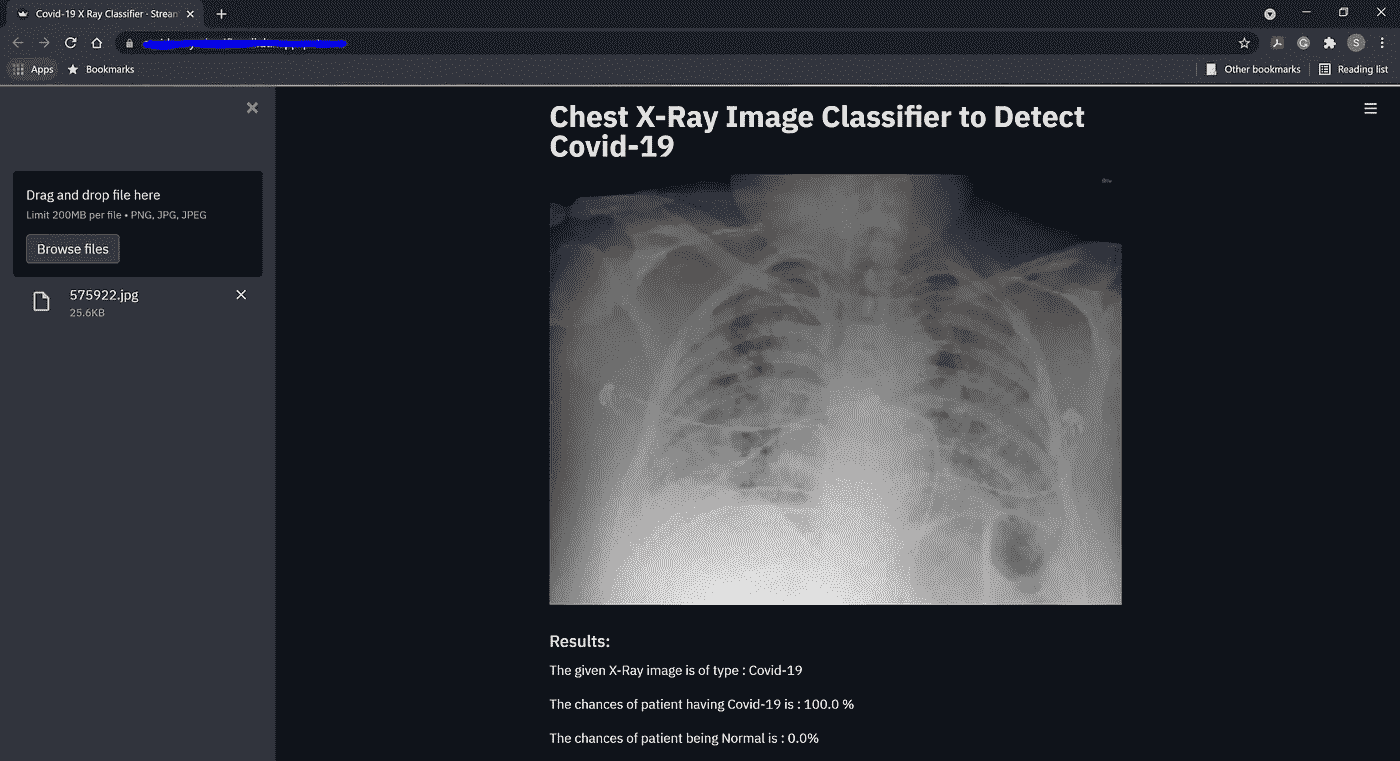 Covid-19 X Ray Classifier · Stream
S
Apps
Bookmarks
Other bookmarks
Reading list
Drag and drop file here
Limit 200MB per file • PNG, JPG, JPEG
Browse files
575922.jpg
25.6KB
Chest X-Ray Image Classifier to Detect
Covid-19
Results:
The given X-Ray image is of type : Covid-19
The chances of patient having Covid-19 is : 100.0 %
The chances of patient being Normal is : 0.0%